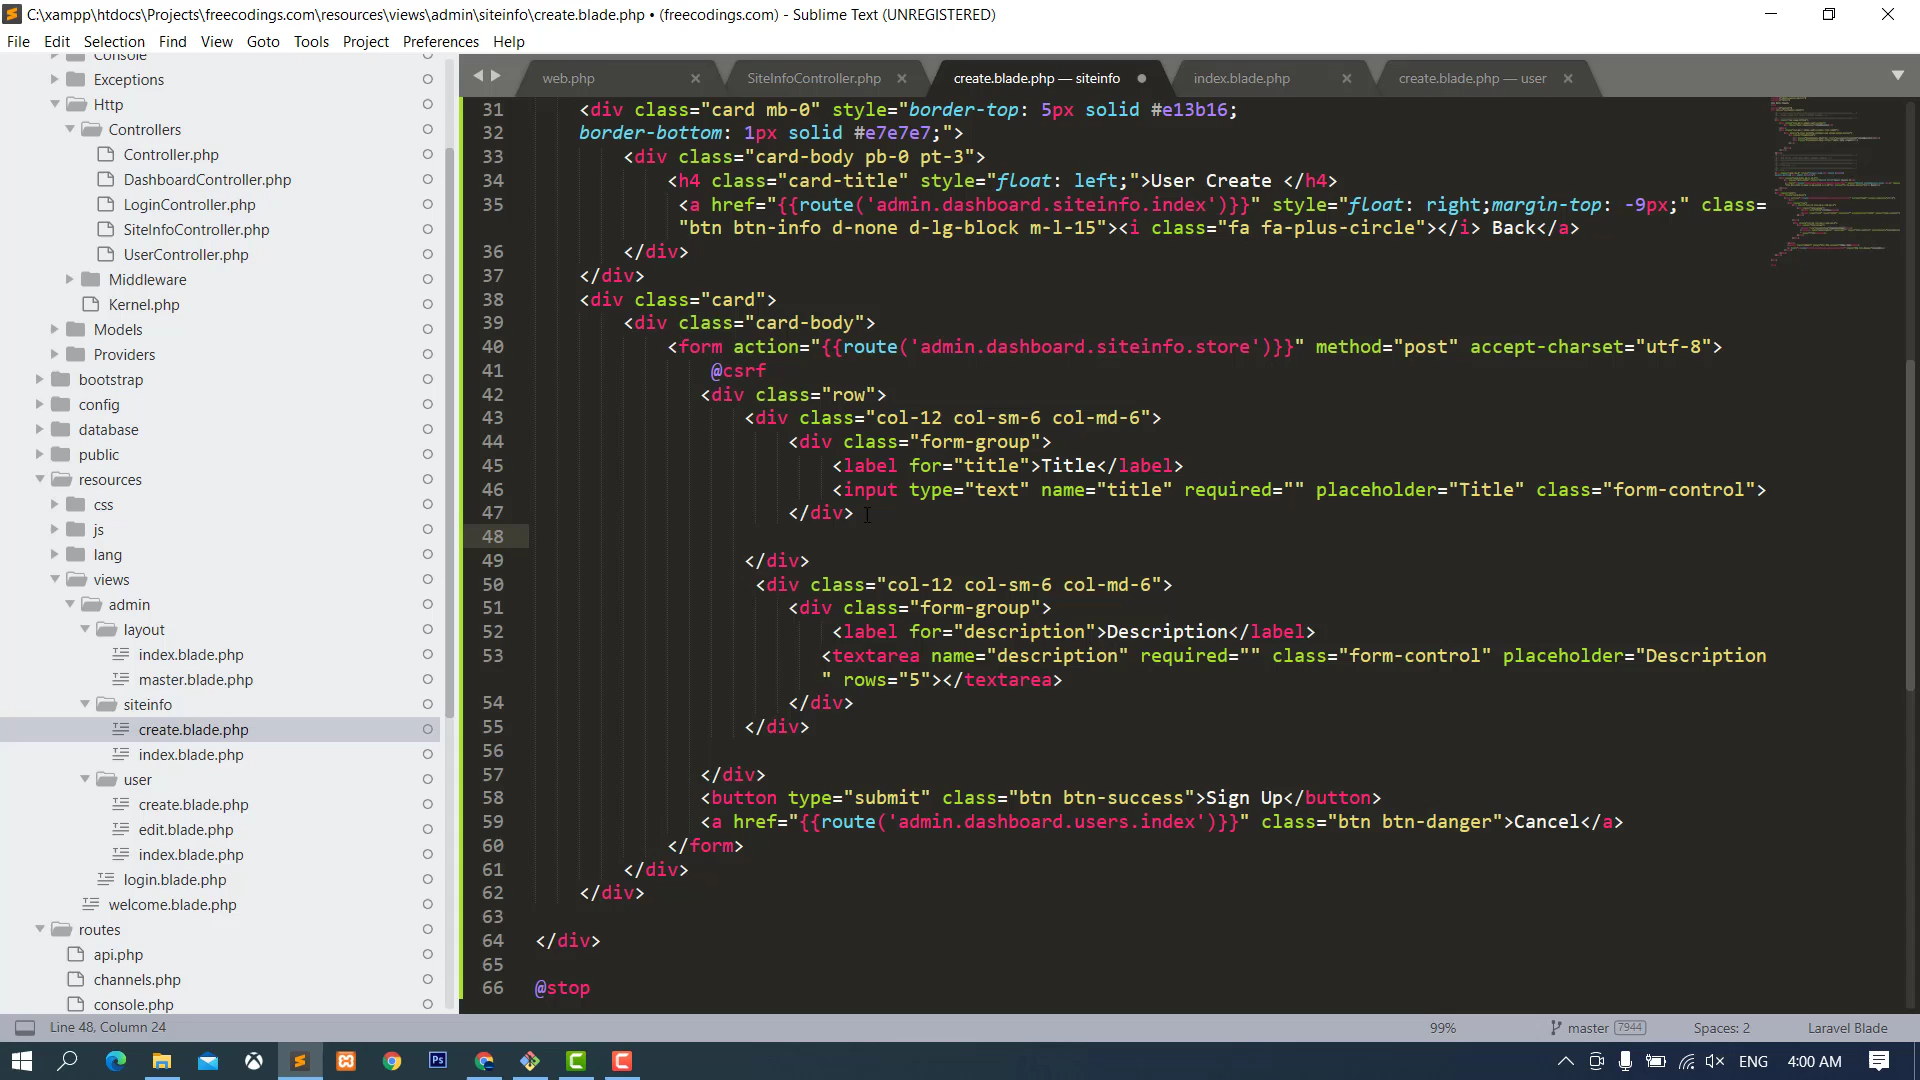 C:\xampp\htdocs\Projects\freecodings.com\resources\views\admin\siteinfo\create.blade.php • (freecodings.com) - Sublime Text (UNREGISTERED)
File Edit Selection Find View Goto Tools Project Preferences Help
Console
Exceptions
Http
Controllers
Controller.php
DashboardController.php
LoginController.php
SiteInfoController.php
UserController.php
Middleware
Kernel.php
Models
Providers
bootstrap
config
database
public
resources
css
js
lang
views
admin
layout
index.blade.php
master.blade.php
siteinfo
create.blade.php
index.blade.php
user
create.blade.php
edit.blade.php
index.blade.php
login.blade.php
welcome.blade.php
routes
api.php
channels.php
console.php
web.php SiteInfoController.php create.blade.php — siteinfo index.blade.php create.blade.php — user
31 <div class="card mb-0" style="border-top: 5px solid #e13b16;
32 border-bottom: 1px solid #e7e7e7;">
33 <div class="card-body pb-0 pt-3">
34 <h4 class="card-title" style="float: left;">User Create </h4>
35 <a href="{{route('admin.dashboard.siteinfo.index')}}" style="float: right;margin-top: -9px;" class=
"btn btn-info d-none d-lg-block m-l-15"><i class="fa fa-plus-circle"></i> Back</a>
36 </div>
37 </div>
38 <div class="card">
39 <div class="card-body">
40 <form action="{{route('admin.dashboard.siteinfo.store')}}" method="post" accept-charset="utf-8">
41 @csrf
42 <div class="row">
43 <div class="col-12 col-sm-6 col-md-6">
44 <div class="form-group">
45 <label for="title">Title</label>
46 <input type="text" name="title" required="" placeholder="Title" class="form-control">
47 </div>
48
49 </div>
50 <div class="col-12 col-sm-6 col-md-6">
51 <div class="form-group">
52 <label for="description">Description</label>
53 <textarea name="description" required="" class="form-control" placeholder="Description
" rows="5"></textarea>
54 </div>
55 </div>
56
57 </div>
58 <button type="submit" class="btn btn-success">Sign Up</button>
59 <a href="{{route('admin.dashboard.users.index')}}" class="btn btn-danger">Cancel</a>
60 </form>
61 </div>
62 </div>
63
64 </div>
65
66 @stop
Line 48, Column 24 99% master 7944 Spaces: 2 Laravel Blade
Ps ENG 4:00 AM